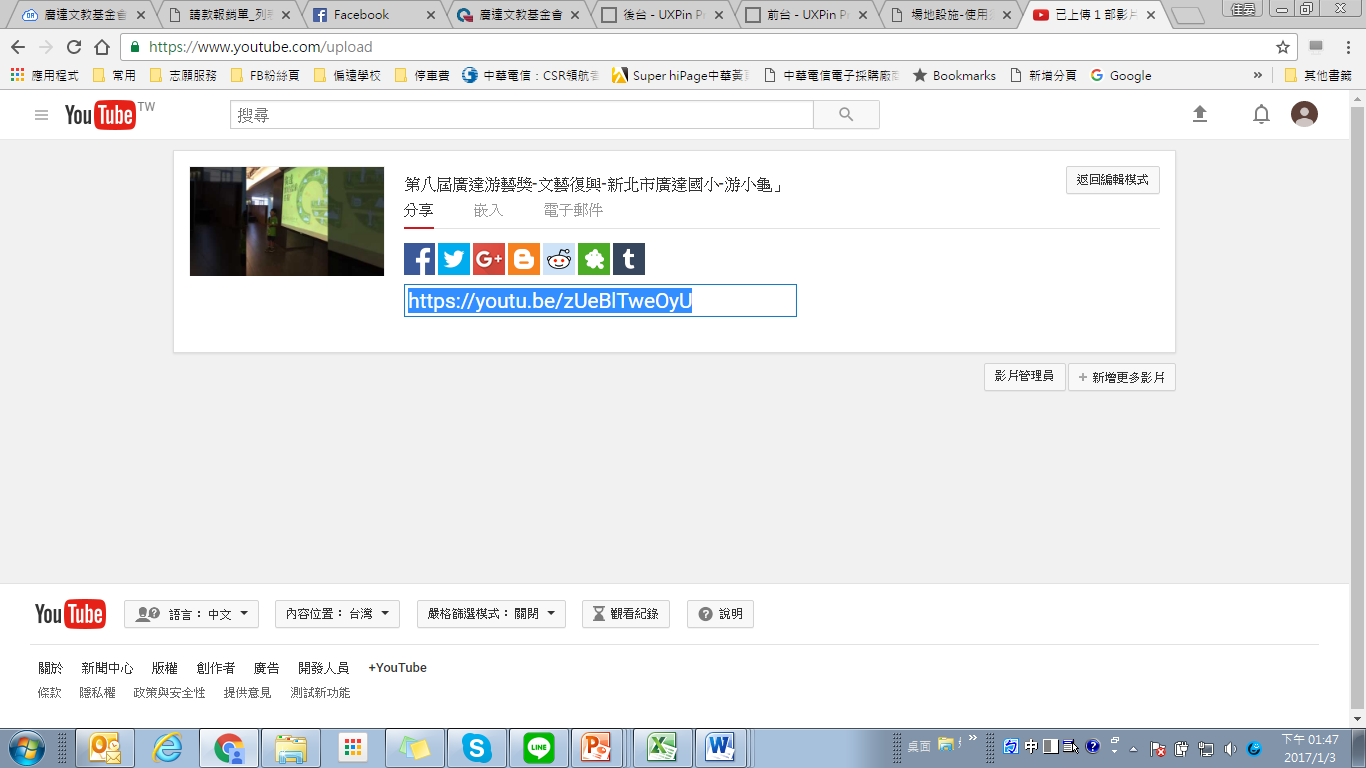 廣達文教基金會
請款報銷單_列表
Facebook
廣達文教基金會
後台 - UXPin Pr
前台 - UXPin Pr
場地設施-使用分
已上傳 1 部影片
https://www.youtube.com/upload
應用程式 常用 志願服務 FB粉絲頁 偏遠學校 停車費 中華電信：CSR領航者 Super hiPage中華黃頁 中華電信電子採購廠商 Bookmarks 新增分頁 Google » 其他書籤
YouTube TW
搜尋
第八屆廣達游藝獎-文藝復興-新北市廣達國小-游小龜」
返回編輯模式
分享 嵌入 電子郵件
https://youtu.be/zUeBlTweOyU
影片管理員 + 新增更多影片
YouTube 語言： 中文 內容位置： 台灣 嚴格篩選模式： 關閉 觀看紀錄 說明
關於 新聞中心 版權 創作者 廣告 開發人員 +YouTube
條款 隱私權 政策與安全性 提供意見 測試新功能
桌面 » 中 下午 01:47
2017/1/3